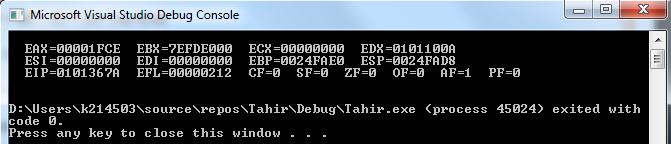 Microsoft Visual Studio Debug Console
EAX=00001FCE EBX=7EFDE000 ECX=00000000 EDX=0101100A
ESI=00000000 EDI=00000000 EBP=0024FAE0 ESP=0024FAD8
EIP=0101367A EFL=00000212 CF=0 SF=0 ZF=0 OF=0 AF=1 PF=0
D:\Users\k214503\source\repos\Tahir\Debug\Tahir.exe (process 45024) exited with
code 0.
Press any key to close this window . . .